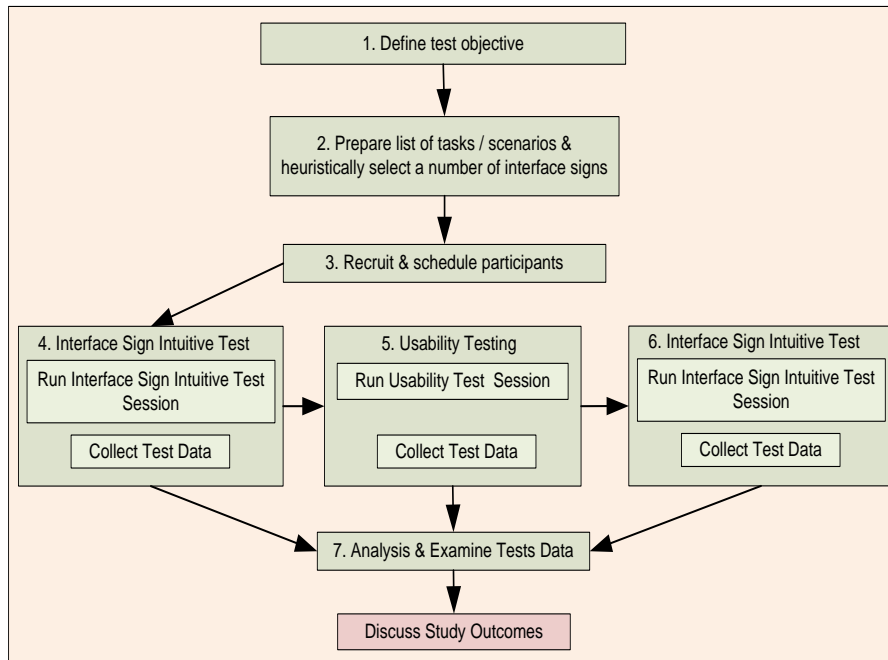 1. Define test objective
2. Prepare list of tasks / scenarios &
heuristically select a number of interface signs
3. Recruit & schedule participants
4. Interface Sign Intuitive Test
Run Interface Sign Intuitive Test
Session
Collect Test Data
5. Usability Testing
Run Usability Test Session
Collect Test Data
6. Interface Sign Intuitive Test
Run Interface Sign Intuitive Test
Session
Collect Test Data
7. Analysis & Examine Tests Data
Discuss Study Outcomes